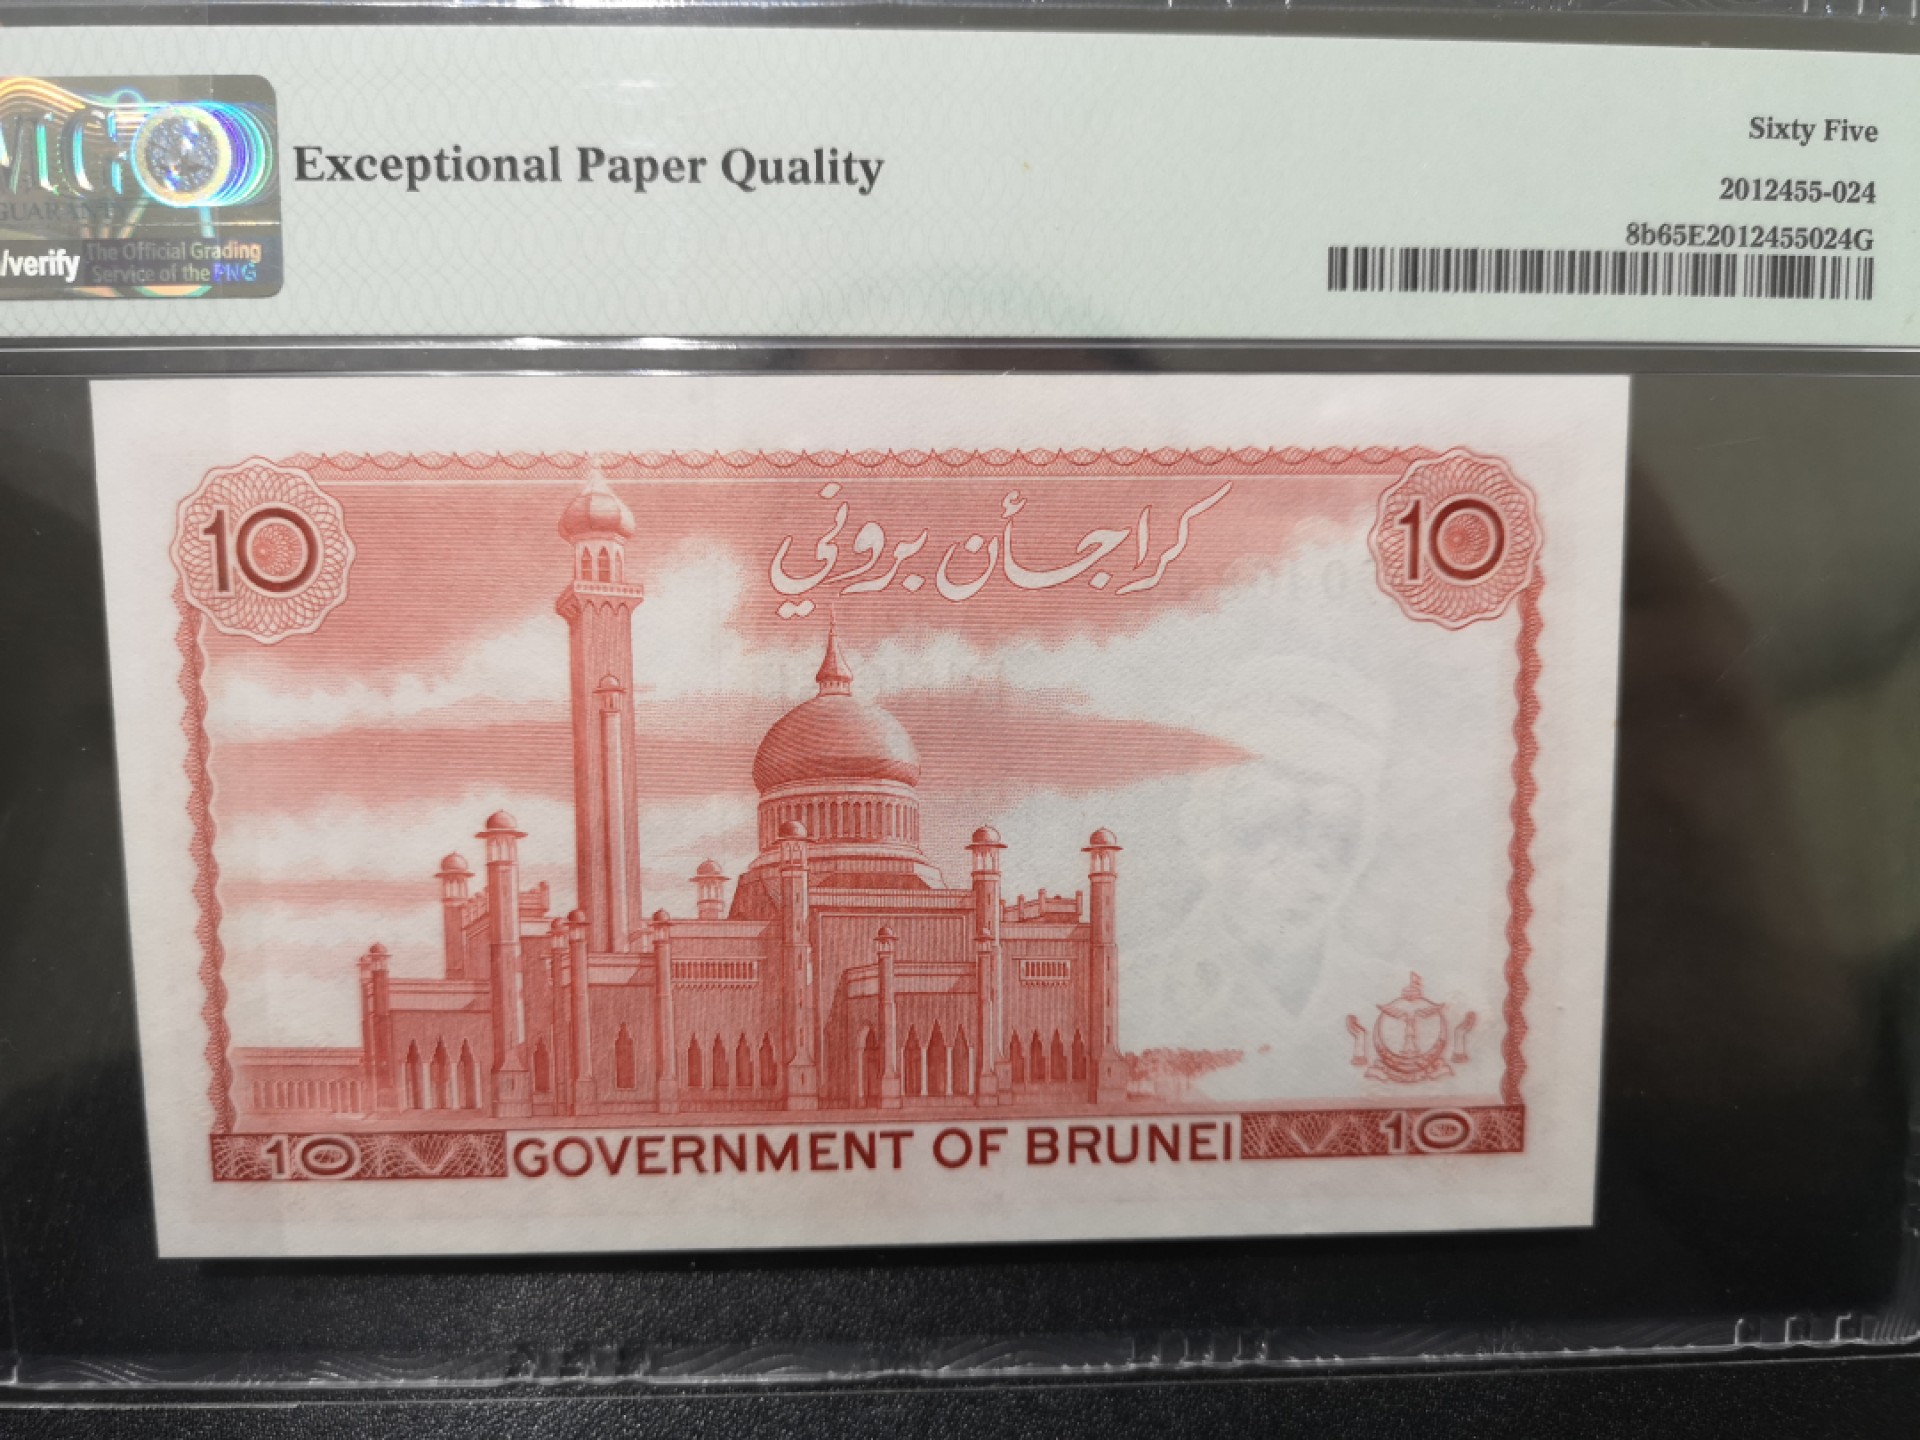 Exceptional Paper Quality
Sixty Five
2012455-024
8b65E2012455024G
/verify
The Official Grading
Service of the PNG
10
كراجأن بروني
10
10 GOVERNMENT OF BRUNEI 10